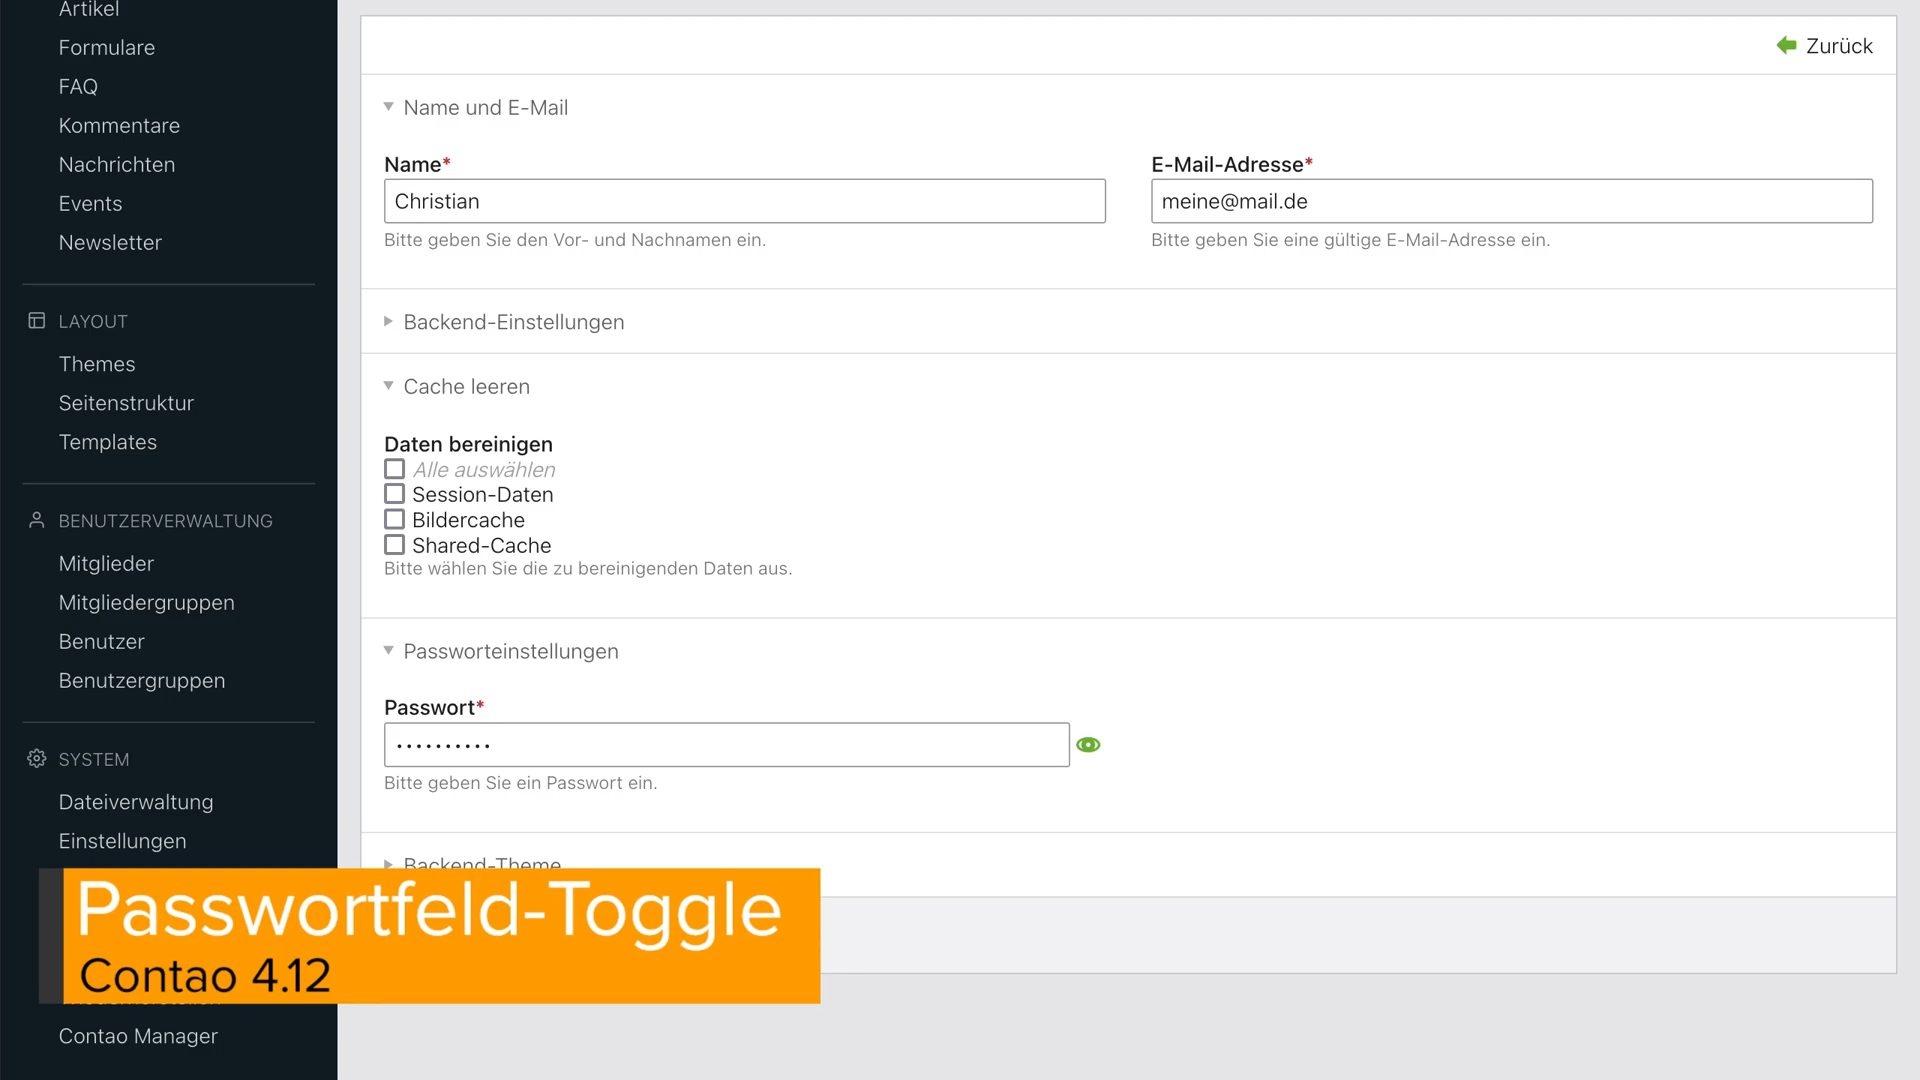 Artikel
Formulare
FAQ
Kommentare
Nachrichten
Events
Newsletter
LAYOUT
Themes
Seitenstruktur
Templates
BENUTZERVERWALTUNG
Mitglieder
Mitgliedergruppen
Benutzer
Benutzergruppen
SYSTEM
Dateiverwaltung
Einstellungen
Contao Manager
Zurück
Name und E-Mail
Name*
Christian
Bitte geben Sie den Vor- und Nachnamen ein.
E-Mail-Adresse*
meine@mail.de
Bitte geben Sie eine gültige E-Mail-Adresse ein.
Backend-Einstellungen
Cache leeren
Daten bereinigen
Alle auswählen
Session-Daten
Bildercache
Shared-Cache
Bitte wählen Sie die zu bereinigenden Daten aus.
Passworteinstellungen
Passwort*
••••••••••
Bitte geben Sie ein Passwort ein.
Backend-Theme
Passwortfeld-Toggle
Contao 4.12